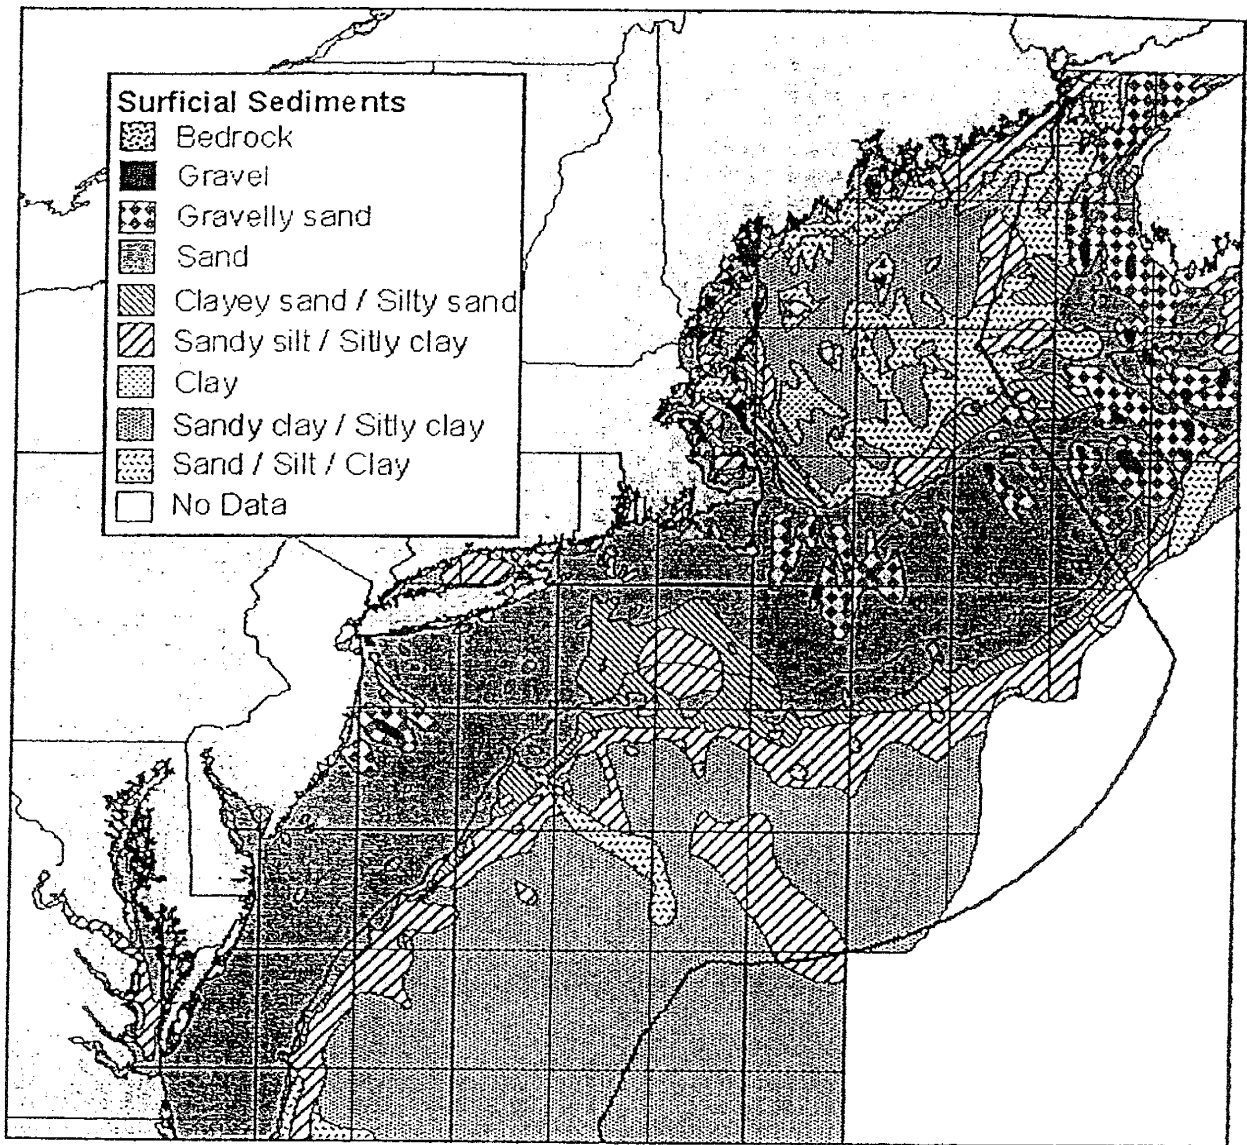 Surficial Sediments
Bedrock
Gravel
Gravelly sand
Sand
Clayey sand / Silty sand
Sandy silt / Sitly clay
Clay
Sandy clay / Sitly clay
Sand / Silt / Clay
No Data